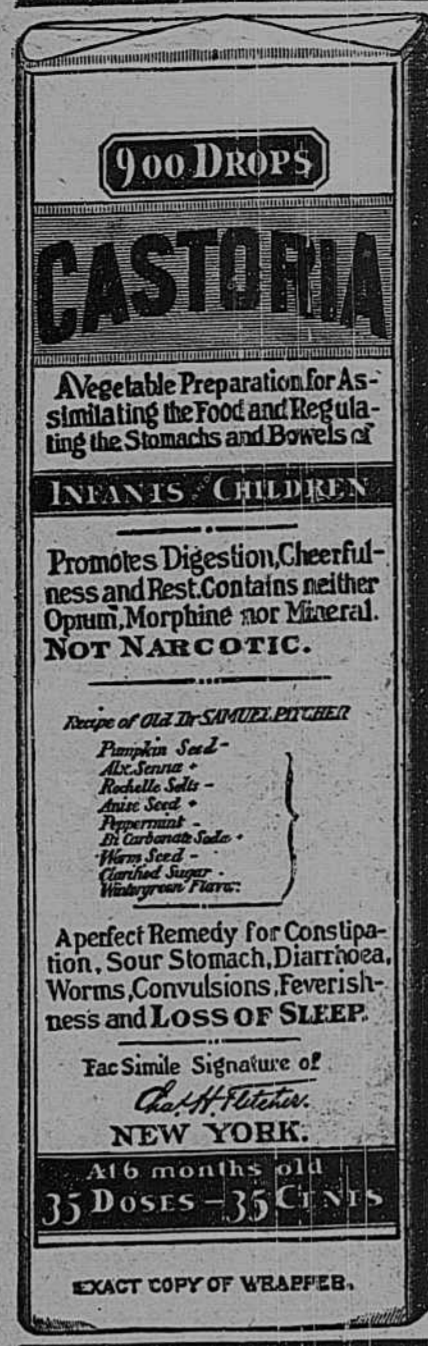 900 DROPS
CASTORIA
A Vegetable Preparation for As-
similating the Food and Regula-
ting the Stomachs and Bowels of
INFANTS CHILDREN
Promotes Digestion, Cheerful-
ness and Rest. Contains neither
Opium, Morphine nor Mineral.
NOT NARCOTIC.
Recipe of Old Dr SAMUEL PITCHER
Pumpkin Seed -
Alx. Senna +
Rochelle Salts -
Anise Seed +
Peppermint -
Bi Carbonate Soda +
Worm Seed -
Clarified Sugar -
Wintergreen Flavor:
A perfect Remedy for Constipa-
tion, Sour Stomach, Diarrhoea,
Worms, Convulsions, Feverish-
ness and LOSS OF SLEEP.
Fac Simile Signature of
Chas. H. Fletcher.
NEW YORK.
At 6 months old
35 DOSES – 35 CENTS
EXACT COPY OF WRAPPER.